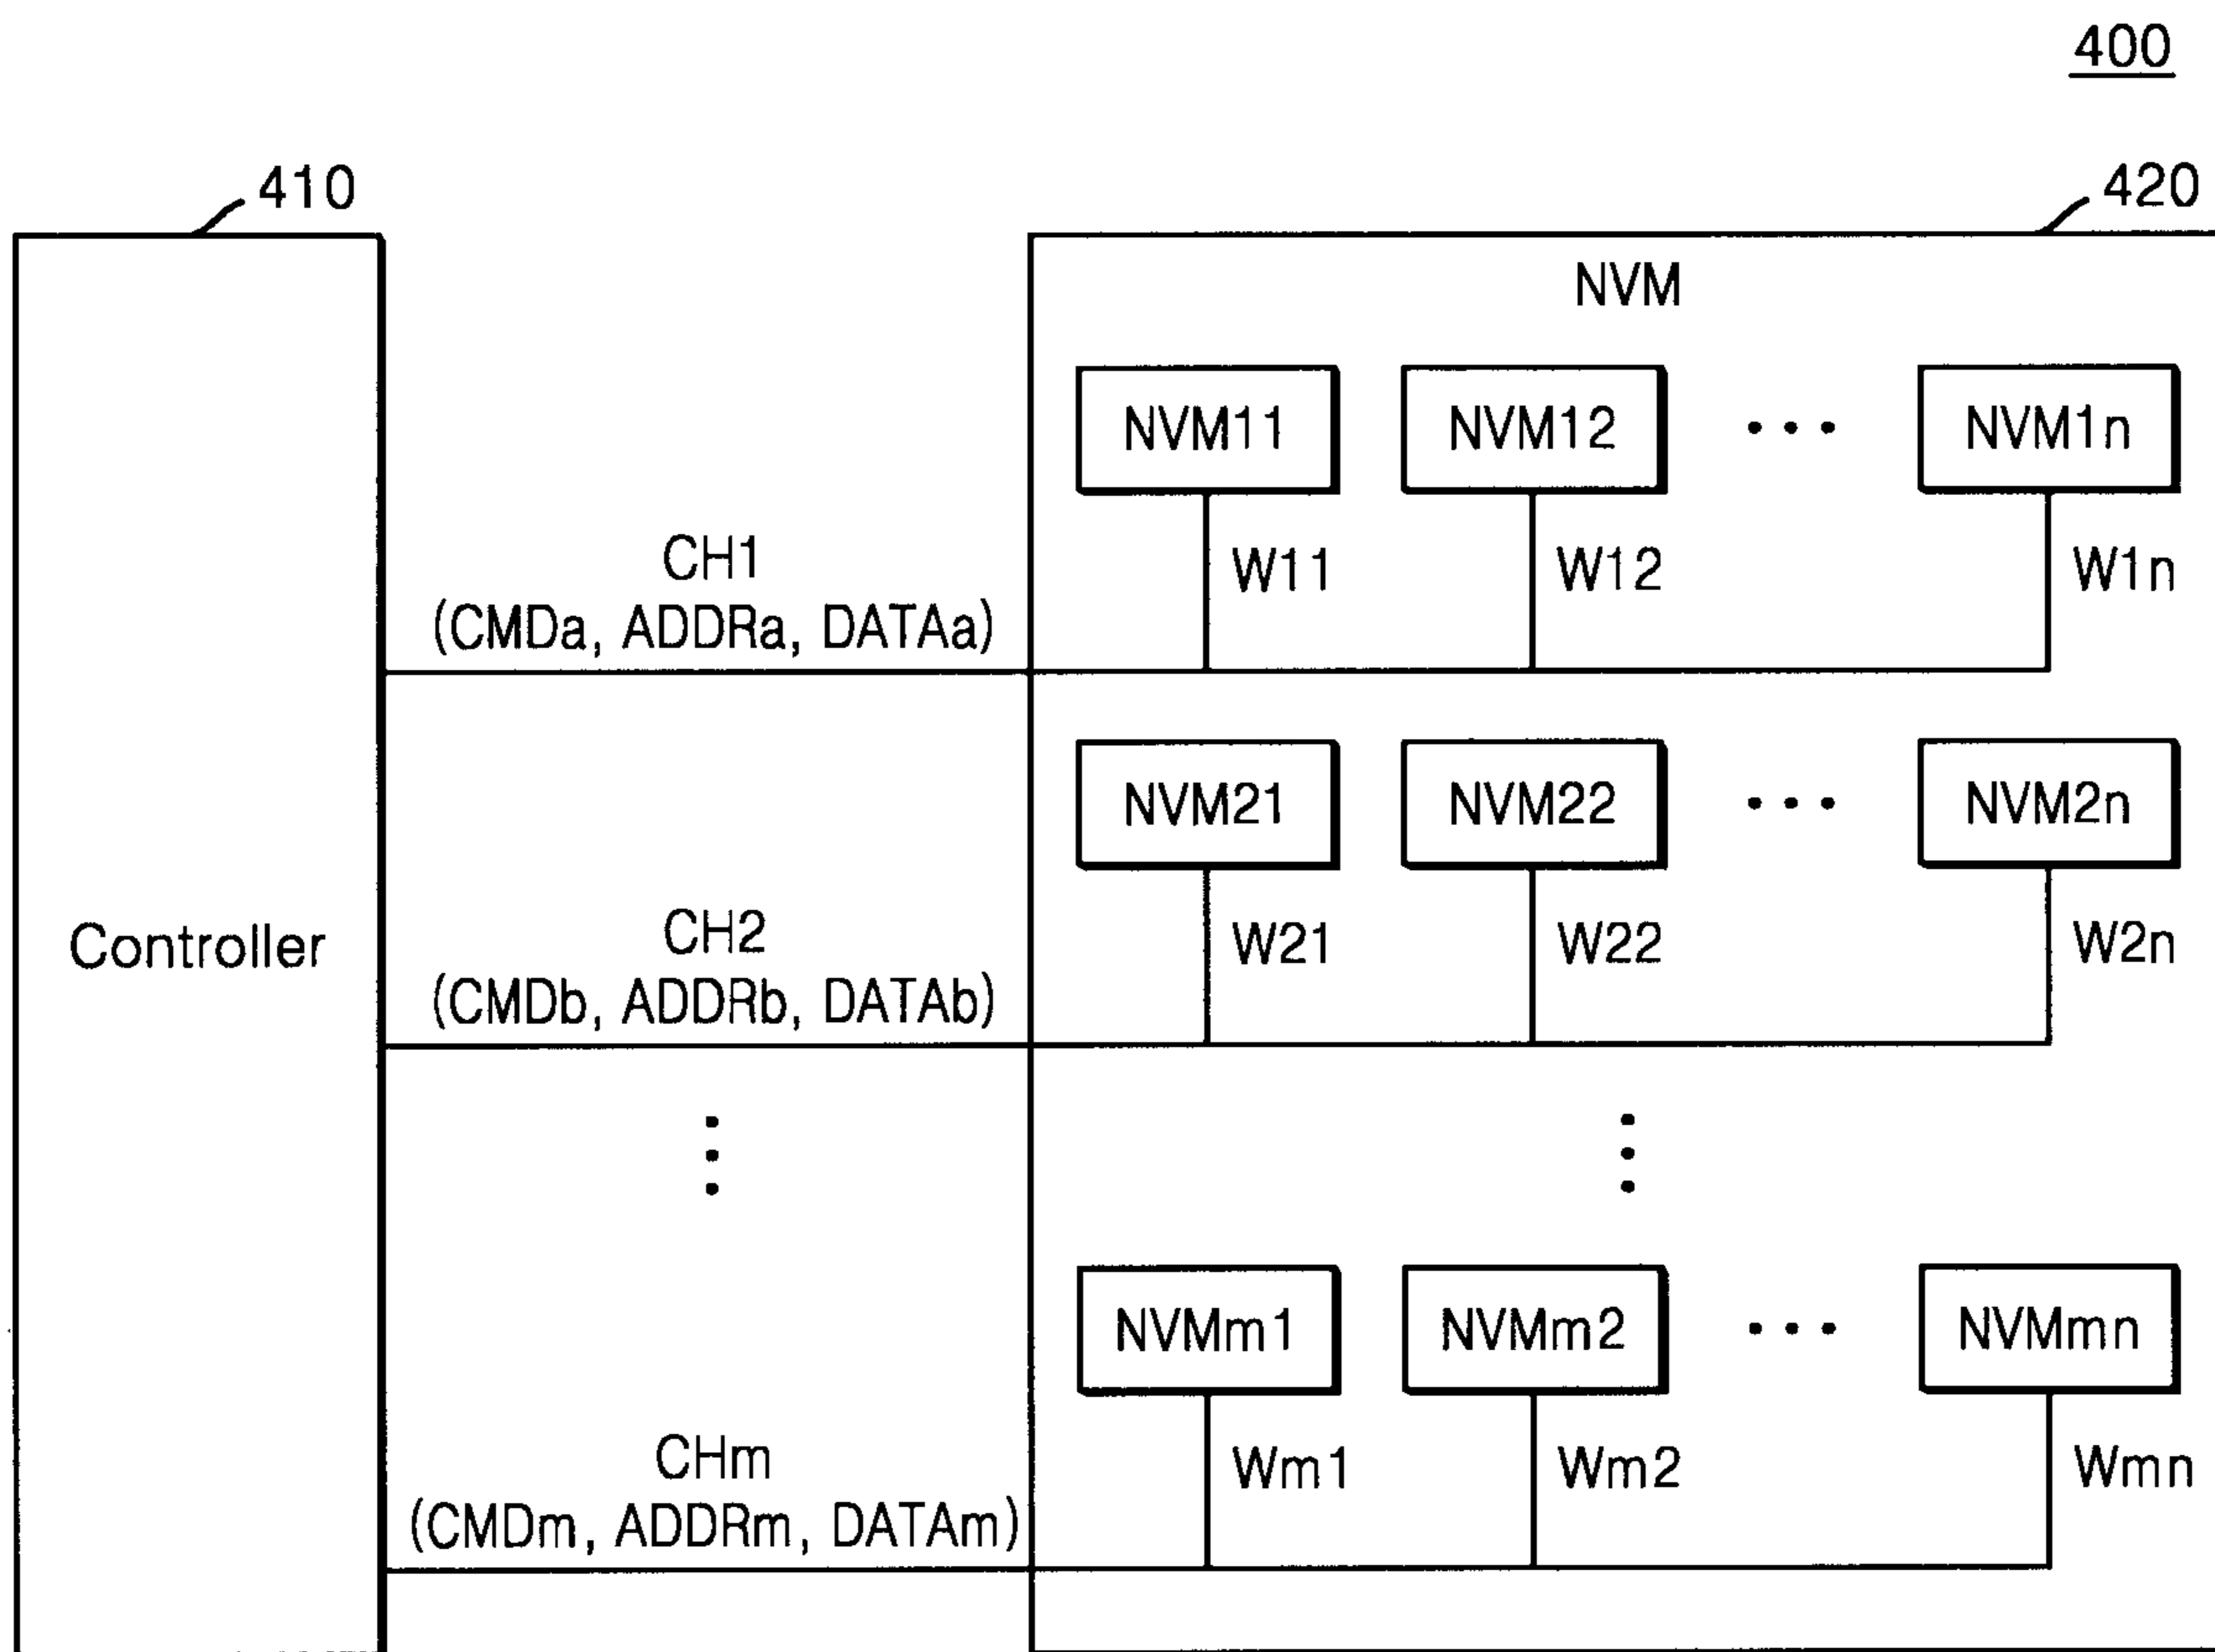 400
410
420
NVM
NVM11 NVM12 ... NVM1n
CH1
W11 W12 W1n
(CMDa, ADDRa, DATAa)
NVM21 NVM22 ... NVM2n
Controller
CH2
W21 W22 W2n
(CMDb, ADDRb, DATAb)
NVMm1 NVMm2 ... NVMmn
CHm
Wm1 Wm2 Wmn
(CMDm, ADDRm, DATAm)